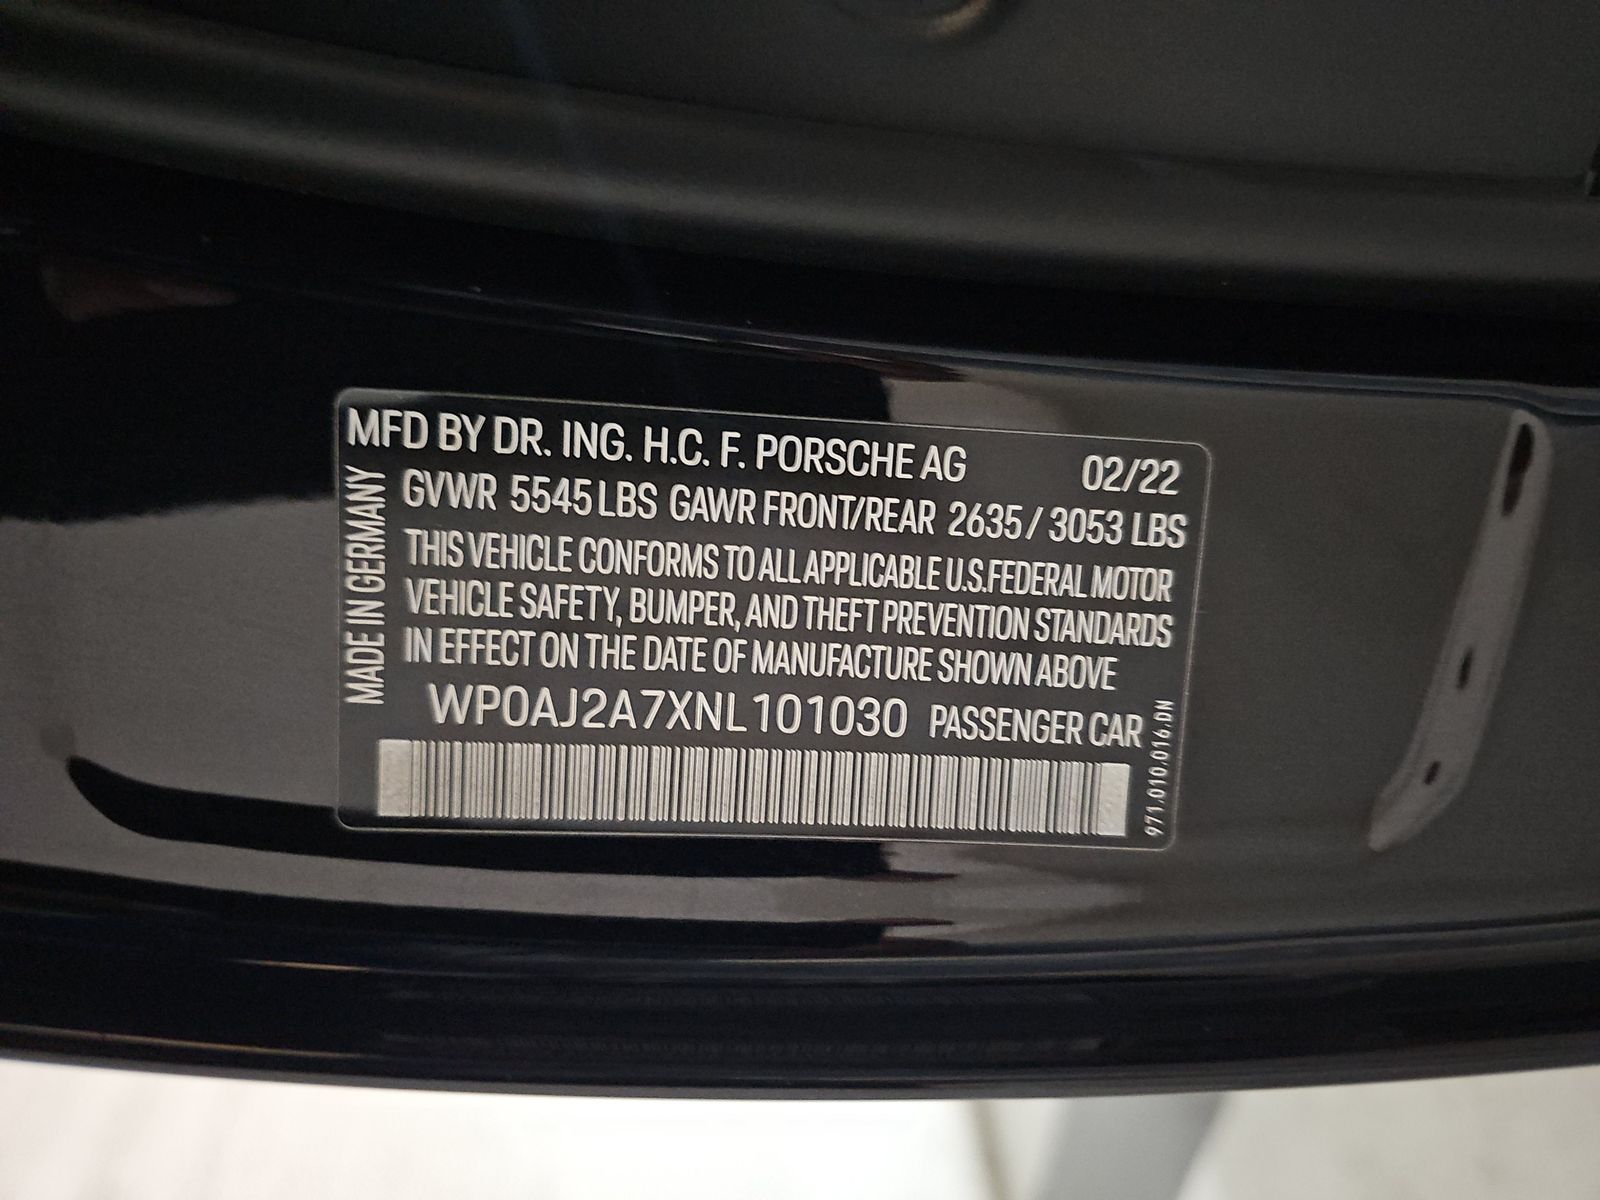 MFD BY DR. ING. H.C. F. PORSCHE AG 02/22
GVWR 5545 LBS GAWR FRONT/REAR 2635 / 3053 LBS
THIS VEHICLE CONFORMS TO ALL APPLICABLE U.S. FEDERAL MOTOR
VEHICLE SAFETY, BUMPER, AND THEFT PREVENTION STANDARDS
IN EFFECT ON THE DATE OF MANUFACTURE SHOWN ABOVE
WP0AJ2A7XNL101030 PASSENGER CAR
MADE IN GERMANY
971.010.016.DN